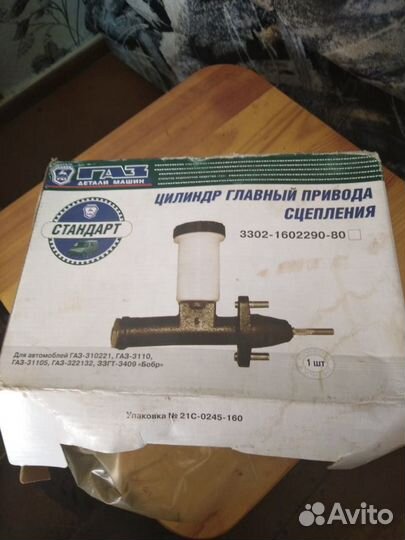 ГАЗ
ДЕТАЛИ МАШИН
СТАНДАРТ
ЦИЛИНДР ГЛАВНЫЙ ПРИВОДА
СЦЕПЛЕНИЯ
3302-1602290-80
Для автомобилей ГАЗ-310221, ГАЗ-3110,
ГАЗ-31105, ГАЗ-322132, ЗЗГТ-3409 «Бобр»
1 шт
Упаковка № 21С-0245-160
Avito